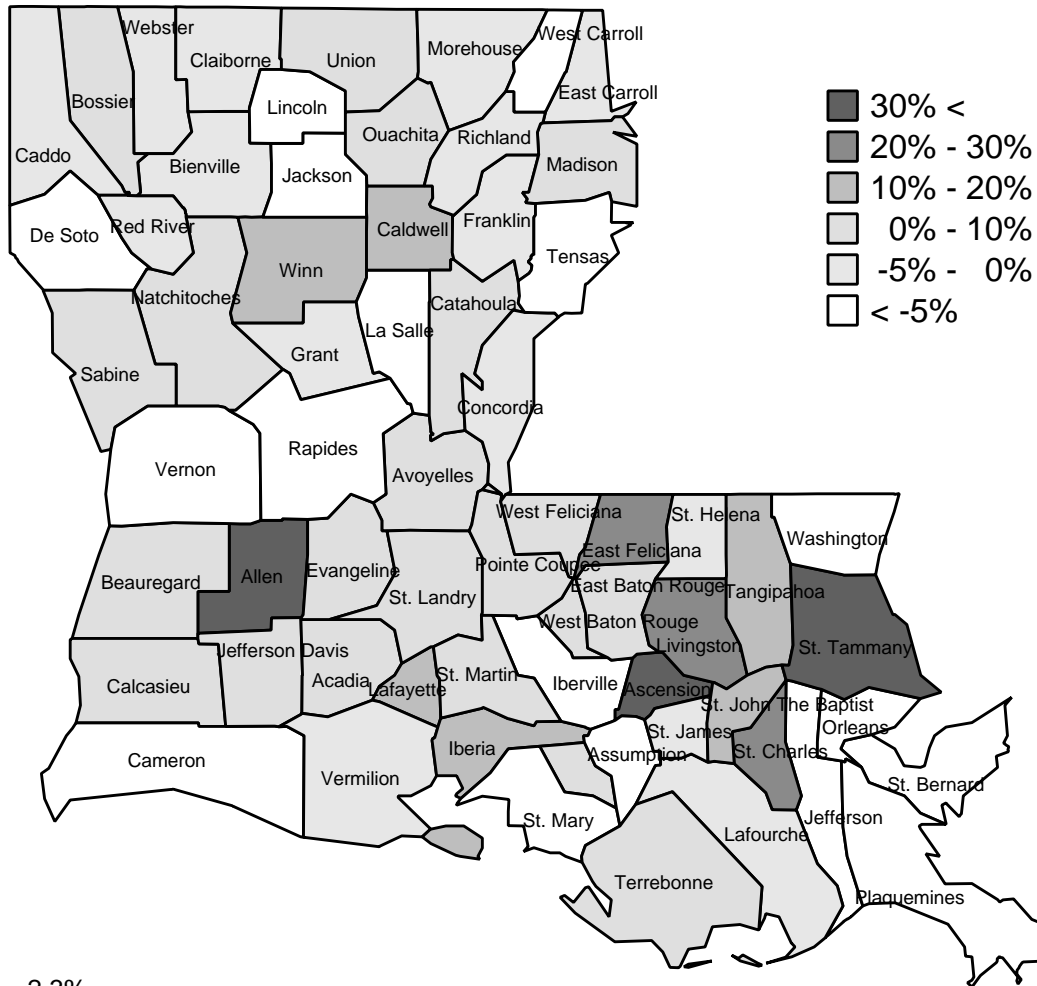 Webster
West Carroll
Morehouse
Claiborne
Union
East Carroll
Bossier
Lincoln
30% <
Ouachita
Richland
20% - 30%
Caddo
Bienville
Madison
Jackson
10% - 20%
Red River
Franklin
0% - 10%
De Soto
Caldwell
Tensas
Winn
-5% - 0%
Natchitoches
Catahoula
< -5%
La Salle
Grant
Sabine
Concordia
Rapides
Vernon
Avoyelles
West Feliciana
St. Helena
Washington
East Feliciana
Pointe Coupee
Evangeline
Allen
Beauregard
East Baton Rouge
Tangipahoa
St. Landry
West Baton Rouge
Livingston
St. Tammany
Jefferson Davis
St. Martin
Acadia
Calcasieu
Lafayette
Iberville
Ascension
St. John The Baptist
Orleans
St. James
Iberia
Assumption
St. Charles
Cameron
Vermilion
St. Bernard
St. Mary
Jefferson
Lafourche
Terrebonne
Plaquemines